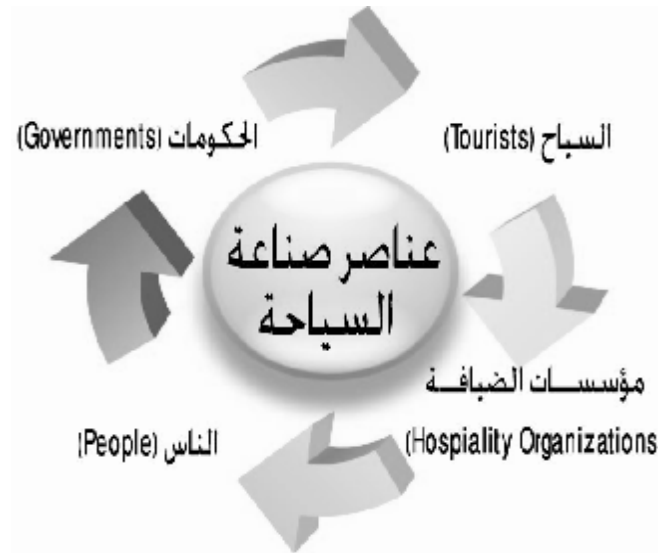 السياح (Tourists)
الحكومات (Governments)
عناصر صناعة
السياحة
مؤسسات الضيافة
(Hospiality Organizations
الناس (People)